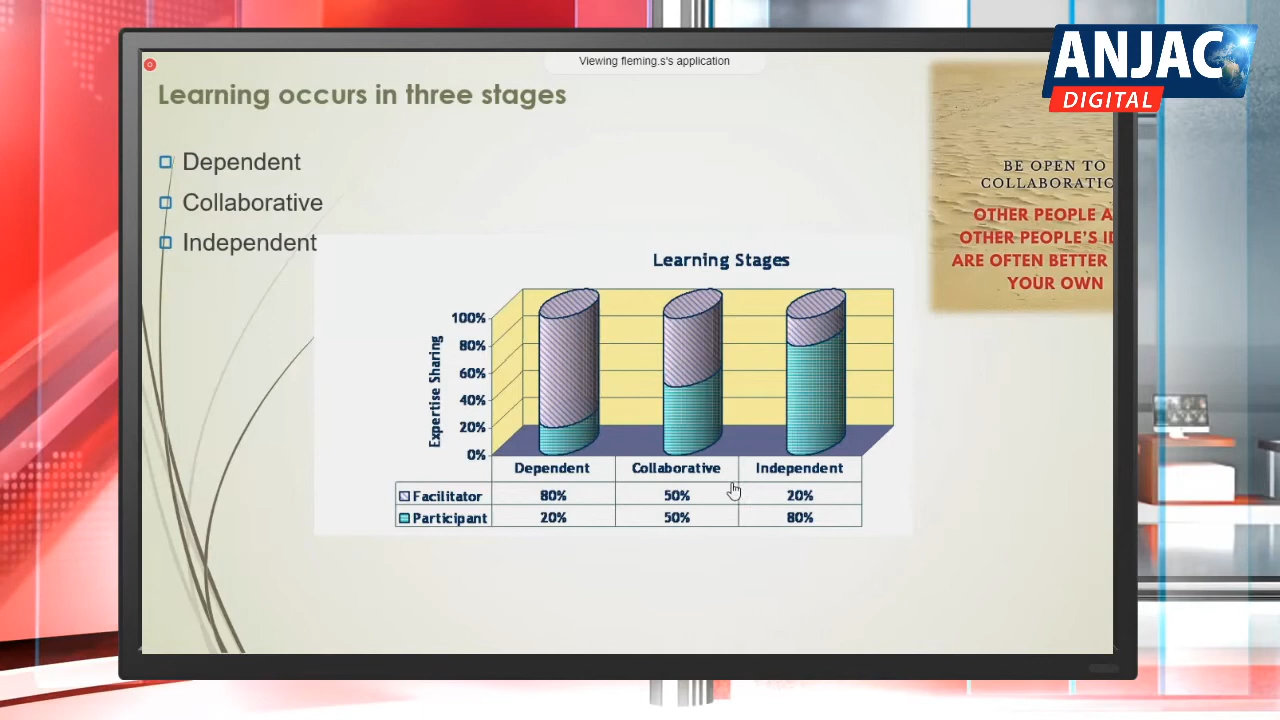 Viewing fleming.s's application
ANJAC
DIGITAL
Learning occurs in three stages
Dependent
Collaborative
Independent
BE OPEN TO
COLLABORATIO
OTHER PEOPLE A
OTHER PEOPLE'S ID
ARE OFTEN BETTER
YOUR OWN
Learning Stages
Expertise Sharing
100%
80%
60%
40%
20%
0%
Dependent Collaborative Independent
Facilitator 80% 50% 20%
Participant 20% 50% 80%